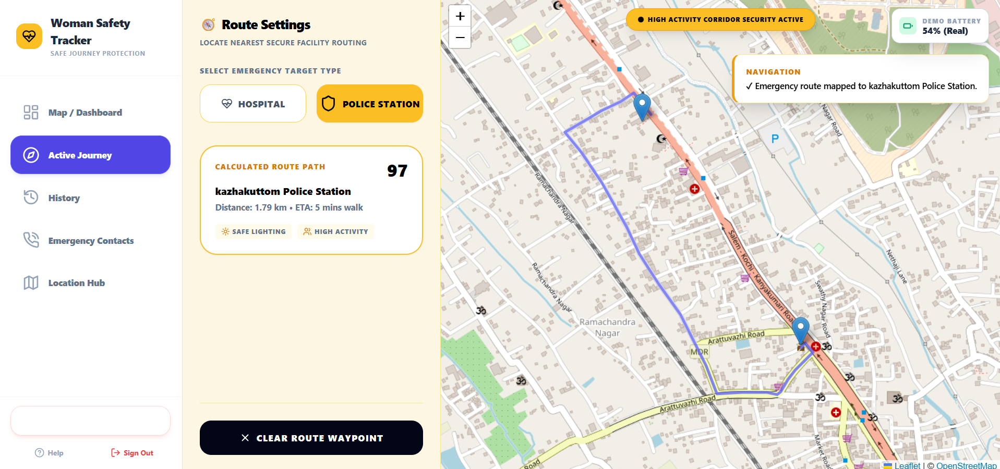 Woman Safety
Tracker
SAFE JOURNEY PROTECTION
Map / Dashboard
Active Journey
History
Emergency Contacts
Location Hub
Help
Sign Out
Route Settings
LOCATE NEAREST SECURE FACILITY ROUTING
SELECT EMERGENCY TARGET TYPE
HOSPITAL
POLICE STATION
CALCULATED ROUTE PATH
97
kazhakuttom Police Station
Distance: 1.79 km • ETA: 5 mins walk
SAFE LIGHTING
HIGH ACTIVITY
CLEAR ROUTE WAYPOINT
+
−
HIGH ACTIVITY CORRIDOR SECURITY ACTIVE
DEMO BATTERY
54% (Real)
NAVIGATION
✓ Emergency route mapped to kazhakuttom Police Station.
Nagar Road
P
Ramachandra Nagar
Salem - Kochi - Kanyakumari Road
Nethaji Lane
Ramachandra Nagar
Swathy Nagar Road
ॐ
Ramachandra
Nagar
Arattuvazhi Road
MDR
ॐ
ॐ
ॐ
ॐ
ॐ
Arattuvazhi Road
ॐ
Market Road
Road
Leaflet | © OpenStreetMap